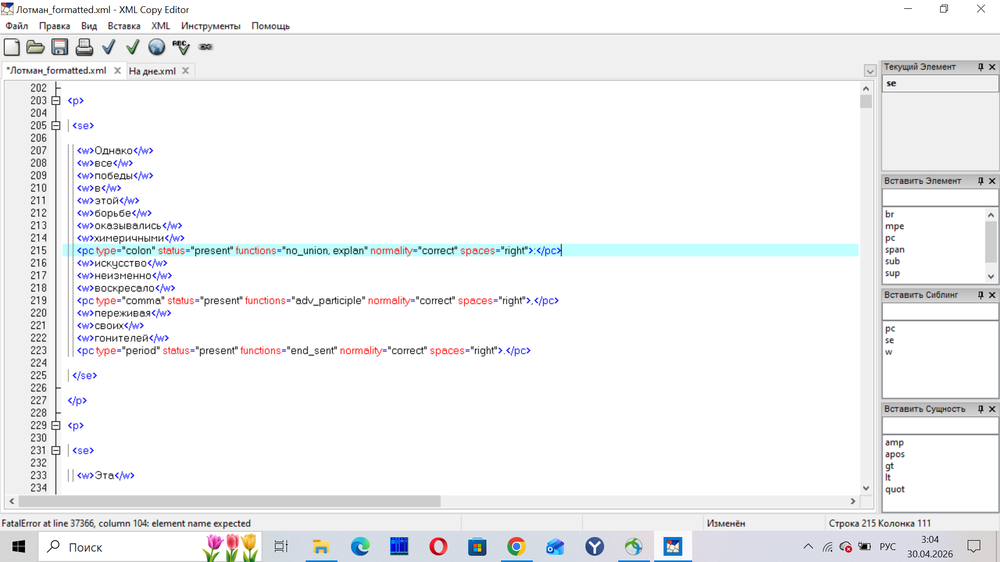 Лотман_formatted.xml - XML Copy Editor
Файл Правка Вид Вставка XML Инструменты Помощь
ABC
*Лотман_formatted.xml На дне.xml
202
203 <p>
204
205 <se>
206
207 <w>Однако</w>
208 <w>все</w>
209 <w>победы</w>
210 <w>в</w>
211 <w>этой</w>
212 <w>борьбе</w>
213 <w>оказывались</w>
214 <w>химеричными</w>
215 <pc type="colon" status="present" functions="no_union, explan" normality="correct" spaces="right">:</pc>
216 <w>искусство</w>
217 <w>неизменно</w>
218 <w>воскресало</w>
219 <pc type="comma" status="present" functions="adv_participle" normality="correct" spaces="right">,</pc>
220 <w>переживая</w>
221 <w>своих</w>
222 <w>гонителей</w>
223 <pc type="period" status="present" functions="end_sent" normality="correct" spaces="right">.</pc>
224
225 </se>
226
227 </p>
228
229 <p>
230
231 <se>
232
233 <w>Эта</w>
234
Текущий Элемент
se
Вставить Элемент
br
mpe
pc
span
sub
sup
Вставить Сиблинг
pc
se
w
Вставить Сущность
amp
apos
gt
lt
quot
FatalError at line 37366, column 104: element name expected
Изменён
Строка 215 Колонка 111
Поиск
РУС
3:04
30.04.2026